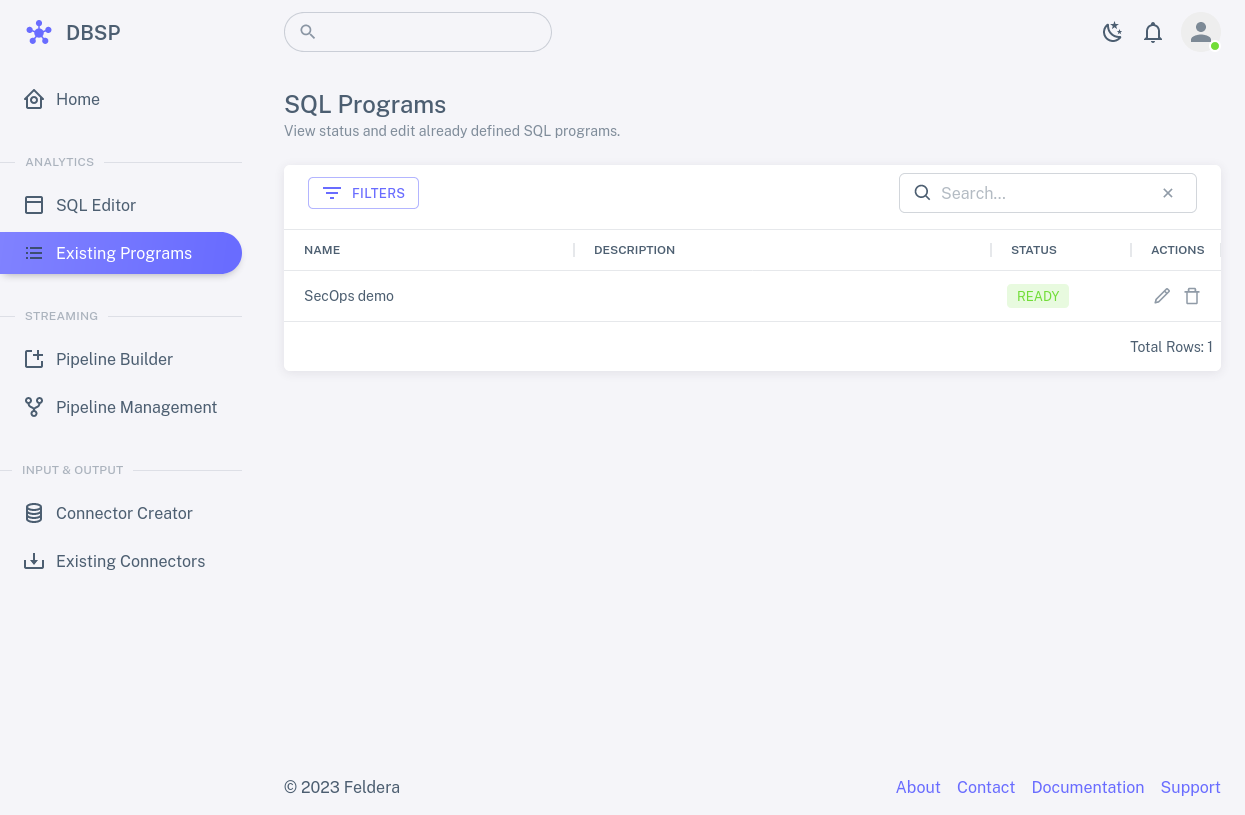 DBSP
Home
ANALYTICS
SQL Editor
Existing Programs
STREAMING
Pipeline Builder
Pipeline Management
INPUT & OUTPUT
Connector Creator
Existing Connectors
SQL Programs
View status and edit already defined SQL programs.
FILTERS
Search...
NAME DESCRIPTION STATUS ACTIONS
SecOps demo READY
Total Rows: 1
© 2023 Feldera About Contact Documentation Support